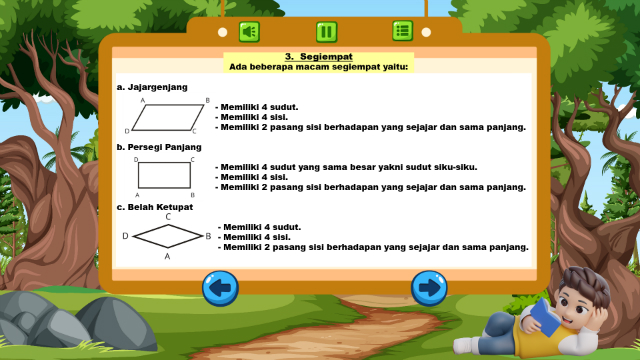 3. Segiempat
Ada beberapa macam segiempat yaitu:
a. Jajargenjang
A B
D C
- Memiliki 4 sudut.
- Memiliki 4 sisi.
- Memiliki 2 pasang sisi berhadapan yang sejajar dan sama panjang.
b. Persegi Panjang
D C
A B
- Memiliki 4 sudut yang sama besar yakni sudut siku-siku.
- Memiliki 4 sisi.
- Memiliki 2 pasang sisi berhadapan yang sejajar dan sama panjang.
c. Belah Ketupat
C
D B
A
- Memiliki 4 sudut.
- Memiliki 4 sisi.
- Memiliki 2 pasang sisi berhadapan yang sejajar dan sama panjang.